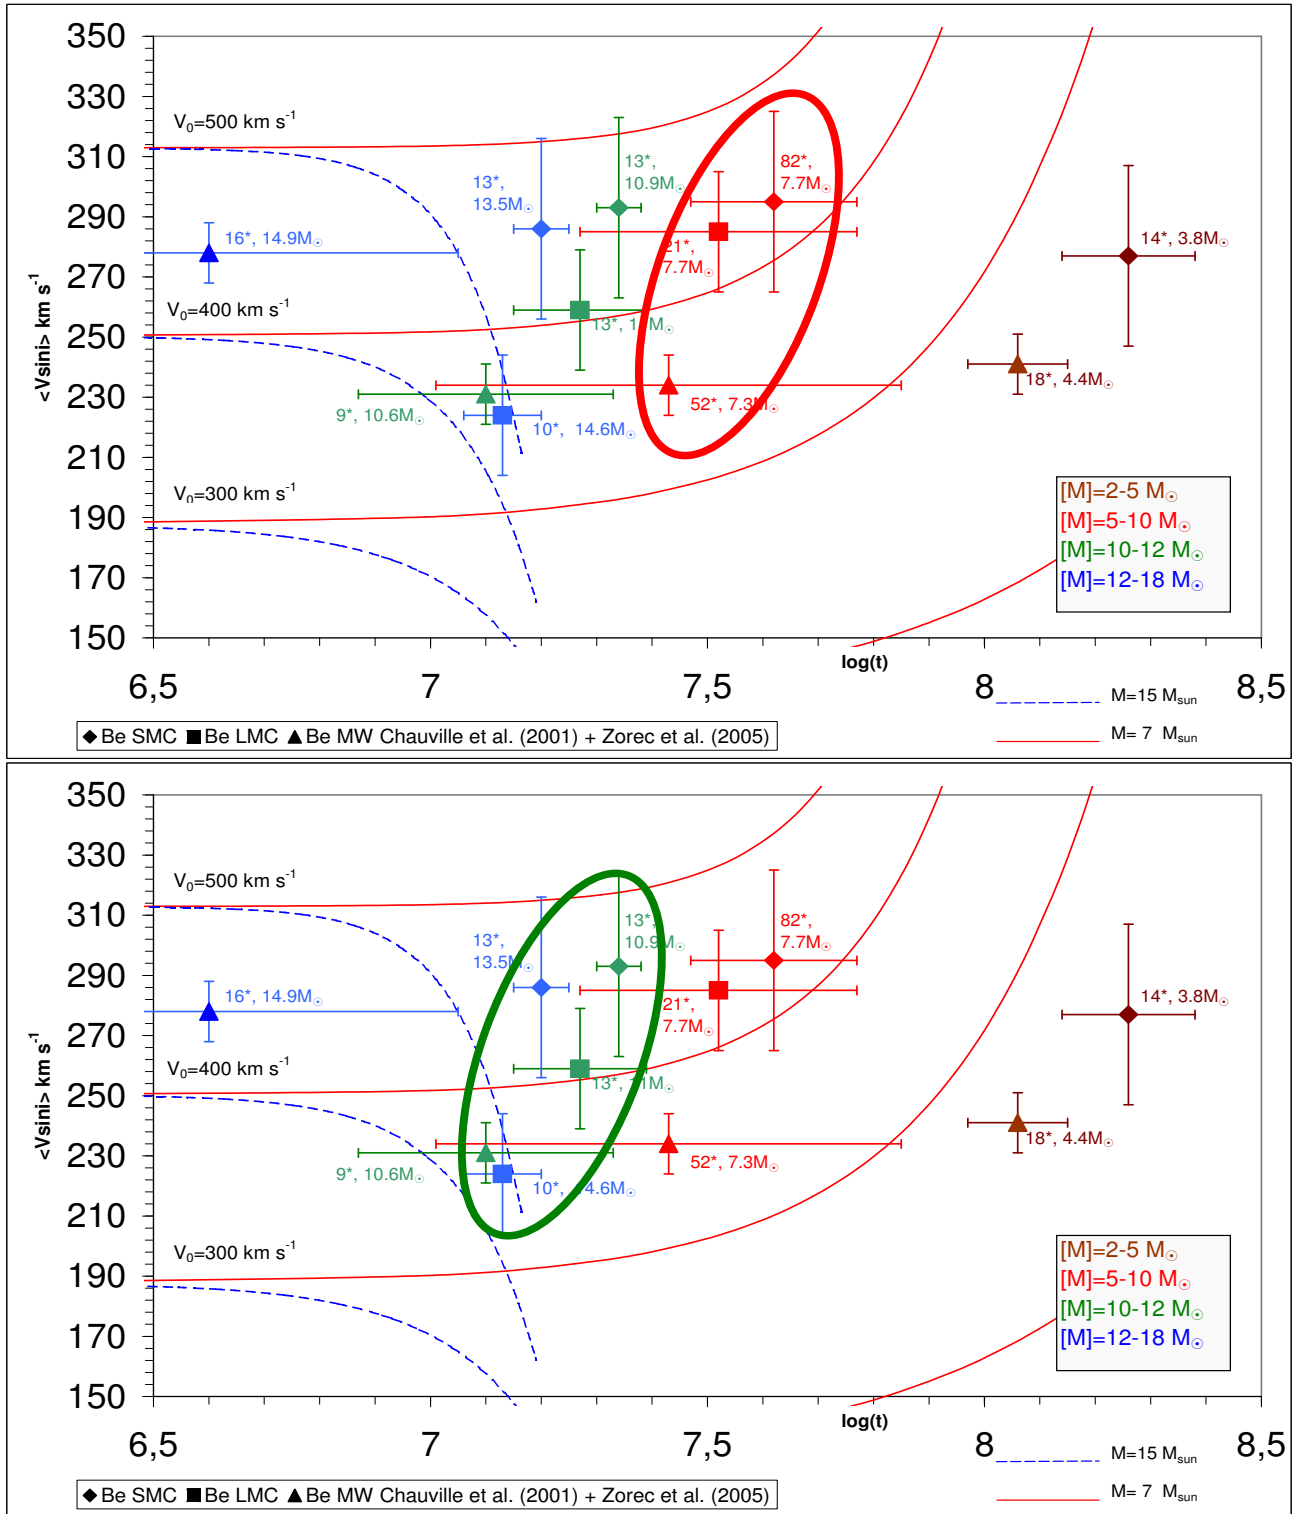 350
330
310
290
270
250
230
210
190
170
150
<Vsini> km s-1
V0=500 km s-1
V0=400 km s-1
V0=300 km s-1
16*, 14.9M☉
13*,
13.5M☉
13*,
10.9M☉
82*,
7.7M☉
21*,
7.7M☉
14*, 3.8M☉
13*, 1 M☉
18*, 4.4M☉
9*, 10.6M☉
52*, 7.3M☉
10*, 14.6M☉
[M]=2-5 M☉
[M]=5-10 M☉
[M]=10-12 M☉
[M]=12-18 M☉
log(t)
6,5 7 7,5 8 8,5
M=15 Msun
M= 7 Msun
◆ Be SMC ■ Be LMC ▲ Be MW Chauville et al. (2001) + Zorec et al. (2005)
350
330
310
290
270
250
230
210
190
170
150
<Vsini> km s-1
V0=500 km s-1
V0=400 km s-1
V0=300 km s-1
16*, 14.9M☉
13*,
13.5M☉
13*,
10.9M☉
82*,
7.7M☉
21*,
7.7M☉
14*, 3.8M☉
13*, 11M☉
18*, 4.4M☉
9*, 10.6M☉
52*, 7.3M☉
10*, 14.6M☉
[M]=2-5 M☉
[M]=5-10 M☉
[M]=10-12 M☉
[M]=12-18 M☉
log(t)
6,5 7 7,5 8 8,5
M=15 Msun
M= 7 Msun
◆ Be SMC ■ Be LMC ▲ Be MW Chauville et al. (2001) + Zorec et al. (2005)